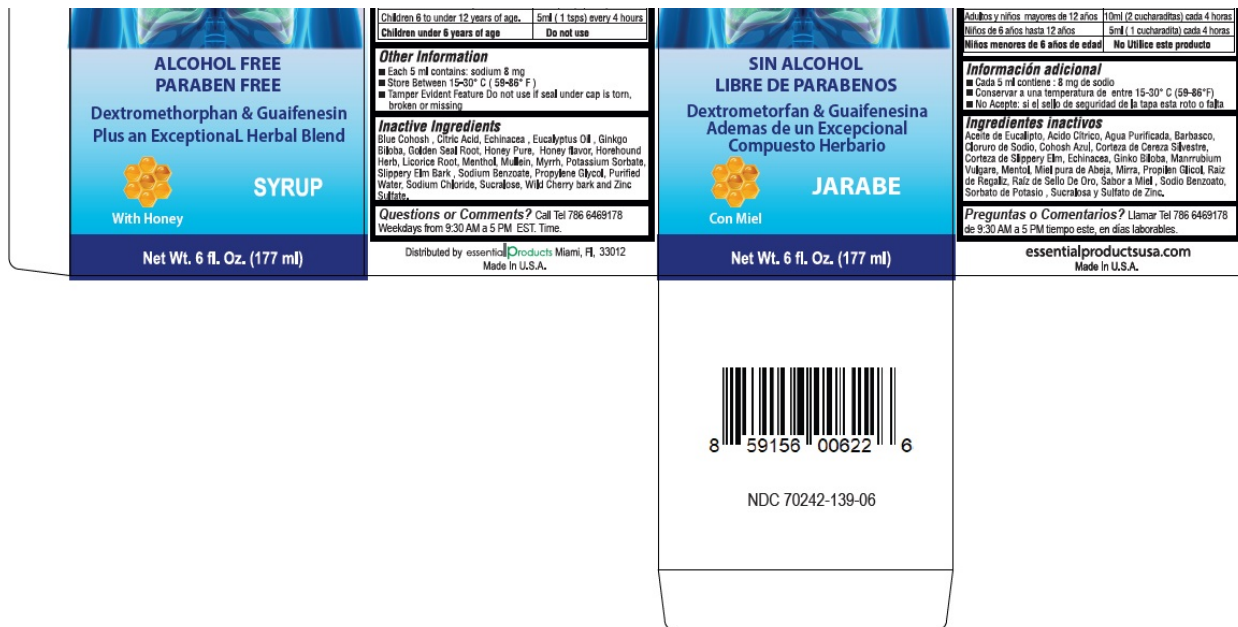 ALCOHOL FREE
PARABEN FREE
Dextromethorphan & Guaifenesin
Plus an ExceptionaL Herbal Blend
SYRUP
With Honey
Net Wt. 6 fl. Oz. (177 ml)
Children 6 to under 12 years of age. 5ml ( 1 tsps) every 4 hours
Children under 6 years of age Do not use
Other Information
■ Each 5 ml contains: sodium 8 mg
■ Store Between 15-30° C ( 59-86° F )
■ Tamper Evident Feature Do not use if seal under cap is torn,
broken or missing
Inactive Ingredients
Blue Cohosh , Citric Acid, Echinacea , Eucalyptus Oil , Ginkgo
Biloba, Golden Seal Root, Honey Pure, Honey flavor, Horehound
Herb, Licorice Root, Menthol, Mullein, Myrrh, Potassium Sorbate,
Slippery Elm Bark , Sodium Benzoate, Propylene Glycol, Purified
Water, Sodium Chloride, Sucralose, Wild Cherry bark and Zinc
Sulfate.
Questions or Comments? Call Tel 786 6469178
Weekdays from 9:30 AM a 5 PM EST. Time.
Distributed by essential Products Miami, Fl, 33012
Made In U.S.A.
SIN ALCOHOL
LIBRE DE PARABENOS
Dextrometorfan & Guaifenesina
Ademas de un Excepcional
Compuesto Herbario
JARABE
Con Miel
Net Wt. 6 fl. Oz. (177 ml)
Adultos y niños mayores de 12 años 10ml (2 cucharaditas) cada 4 horas
Niños de 6 años hasta 12 años 5ml ( 1 cucharadita) cada 4 horas
Niños menores de 6 años de edad No Utilice este producto
Información adicional
■ Cada 5 ml contiene : 8 mg de sodio
■ Conservar a una temperatura de entre 15-30° C (59-86°F)
■ No Acepte: si el sello de seguridad de la tapa esta roto o falta
Ingredientes inactivos
Aceite de Eucalipto, Acido Cítrico, Agua Purificada, Barbasco,
Cloruro de Sodio, Cohosh Azul, Corteza de Cereza Silvestre,
Corteza de Slippery Elm, Echinacea, Ginko Biloba, Manrrubium
Vulgare, Mentol, Miel pura de Abeja, Mirra, Propilen Glicol, Raiz
de Regaliz, Raíz de Sello De Oro, Sabor a Miel , Sodio Benzoato,
Sorbato de Potasio , Sucralosa y Sulfato de Zinc.
Preguntas o Comentarios? Llamar Tel 786 6469178
de 9:30 AM a 5 PM tiempo este, en días laborables.
essentialproductsusa.com
Made In U.S.A.
8 59156 00622 6
NDC 70242-139-06